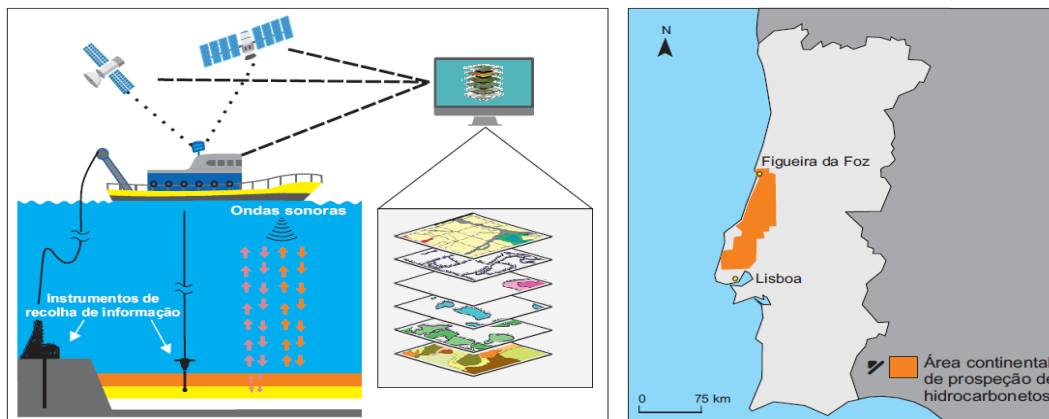 Ondas sonoras
Instrumentos de
recolha de informação
N
Figueira da Foz
Lisboa
0 75 km
Área continental
de prospeção de
hidrocarbonetos